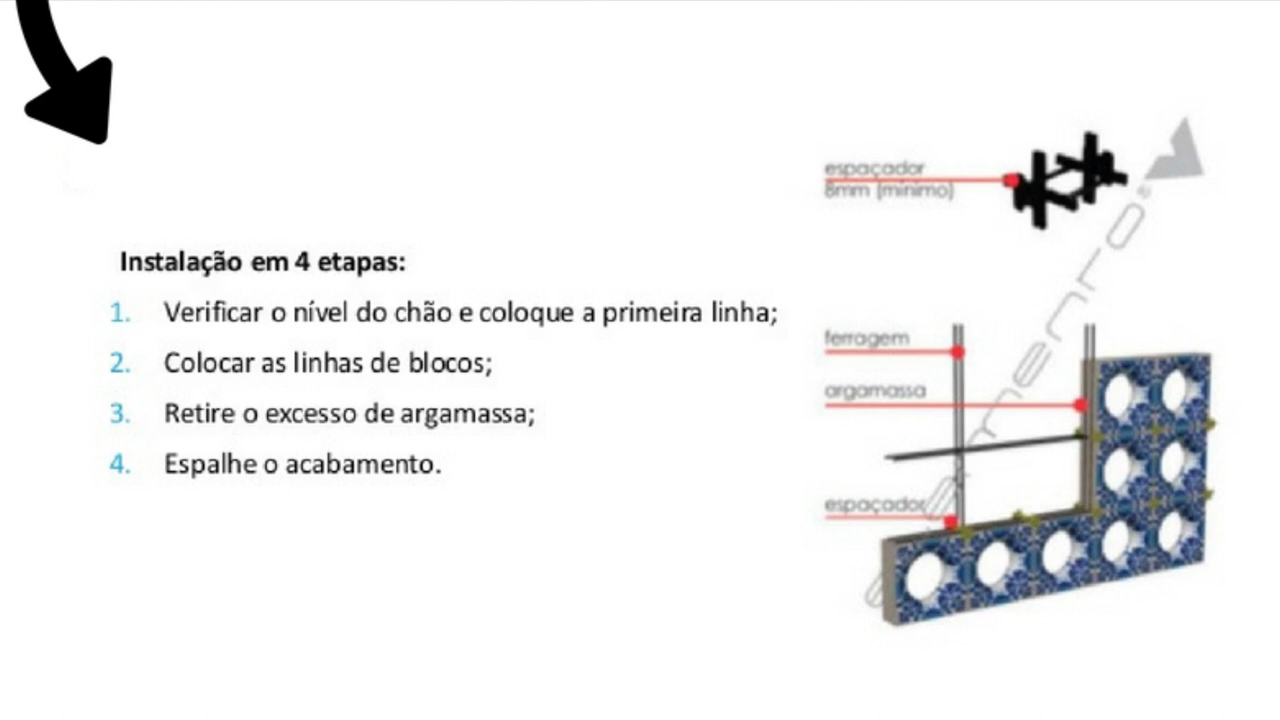 Instalação em 4 etapas:
1. Verificar o nível do chão e coloque a primeira linha;
2. Colocar as linhas de blocos;
3. Retire o excesso de argamassa;
4. Espalhe o acabamento.
espaçador
8mm (mínimo)
ferragem
argamassa
espaçador